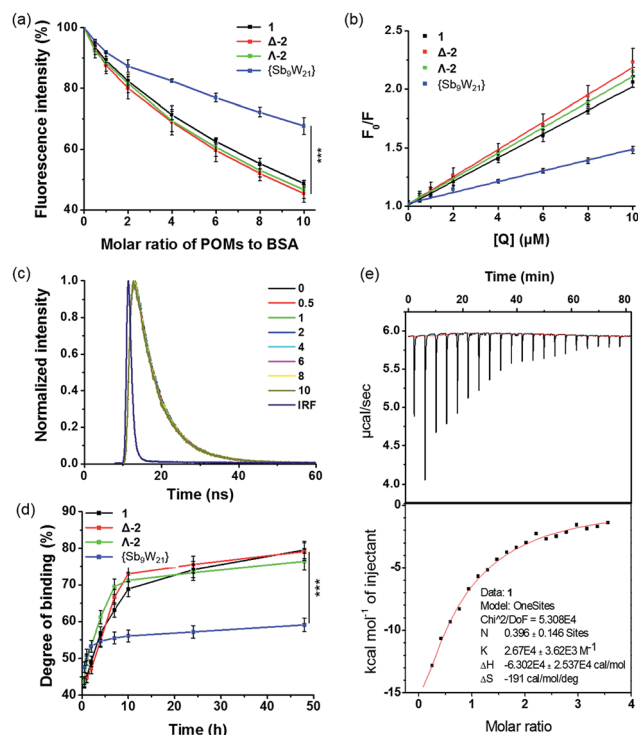 (a)
Fluorescence intensity (%)
100
80
60
40
0 2 4 6 8 10
Molar ratio of POMs to BSA
1
Δ-2
Λ-2
{Sb₉W₂₁}
***
(b)
F₀/F
2.5
2.0
1.5
1.0
0 2 4 6 8 10
[Q] (µM)
1
Δ-2
Λ-2
{Sb₉W₂₁}
(c)
Normalized intensity
1.0
0.8
0.6
0.4
0.2
0.0
0 20 40 60
Time (ns)
0
0.5
1
2
4
6
8
10
IRF
(d)
Degree of binding (%)
90
80
70
60
50
40
0 10 20 30 40 50
Time (h)
1
Δ-2
Λ-2
{Sb₉W₂₁}
***
(e)
Time (min)
0 10 20 30 40 50 60 70 80
µcal/sec
6.0
5.5
5.0
4.5
4.0
kcal mol⁻¹ of injectant
0
-5
-10
-15
Data: 1
Model: OneSites
Chi^2/DoF = 5.308E4
N 0.396 ± 0.146 Sites
K 2.67E4 ± 3.62E3 M⁻¹
ΔH -6.302E4 ± 2.537E4 cal/mol
ΔS -191 cal/mol/deg
0 1 2 3 4
Molar ratio